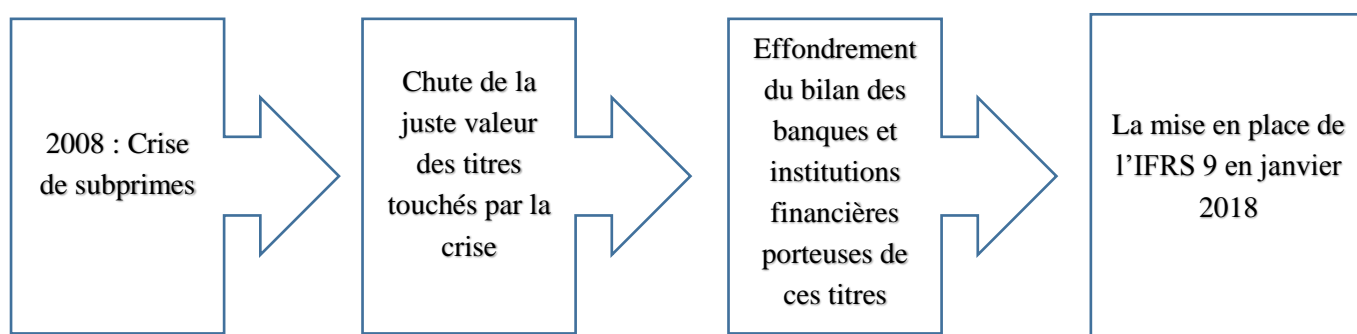 2008 : Crise
de subprimes
Chute de la
juste valeur
des titres
touchés par la
crise
Effondrement
du bilan des
banques et
institutions
financières
porteuses de
ces titres
La mise en place de
l’IFRS 9 en janvier
2018